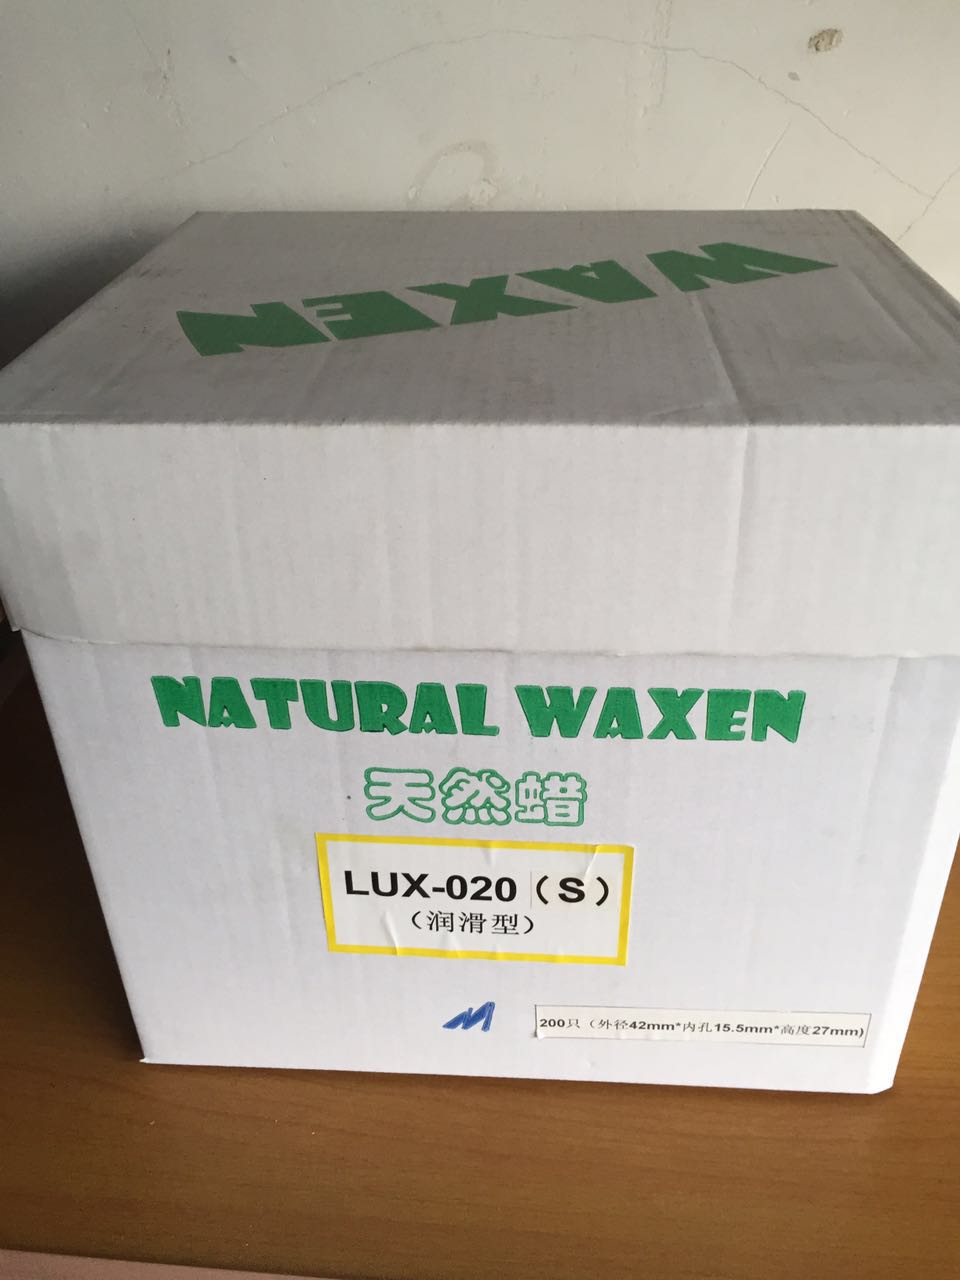 WAXEN
NATURAL WAXEN
天然蜡
LUX-020（S）
（润滑型）
200只（外径42mm*内孔15.5mm*高度27mm)